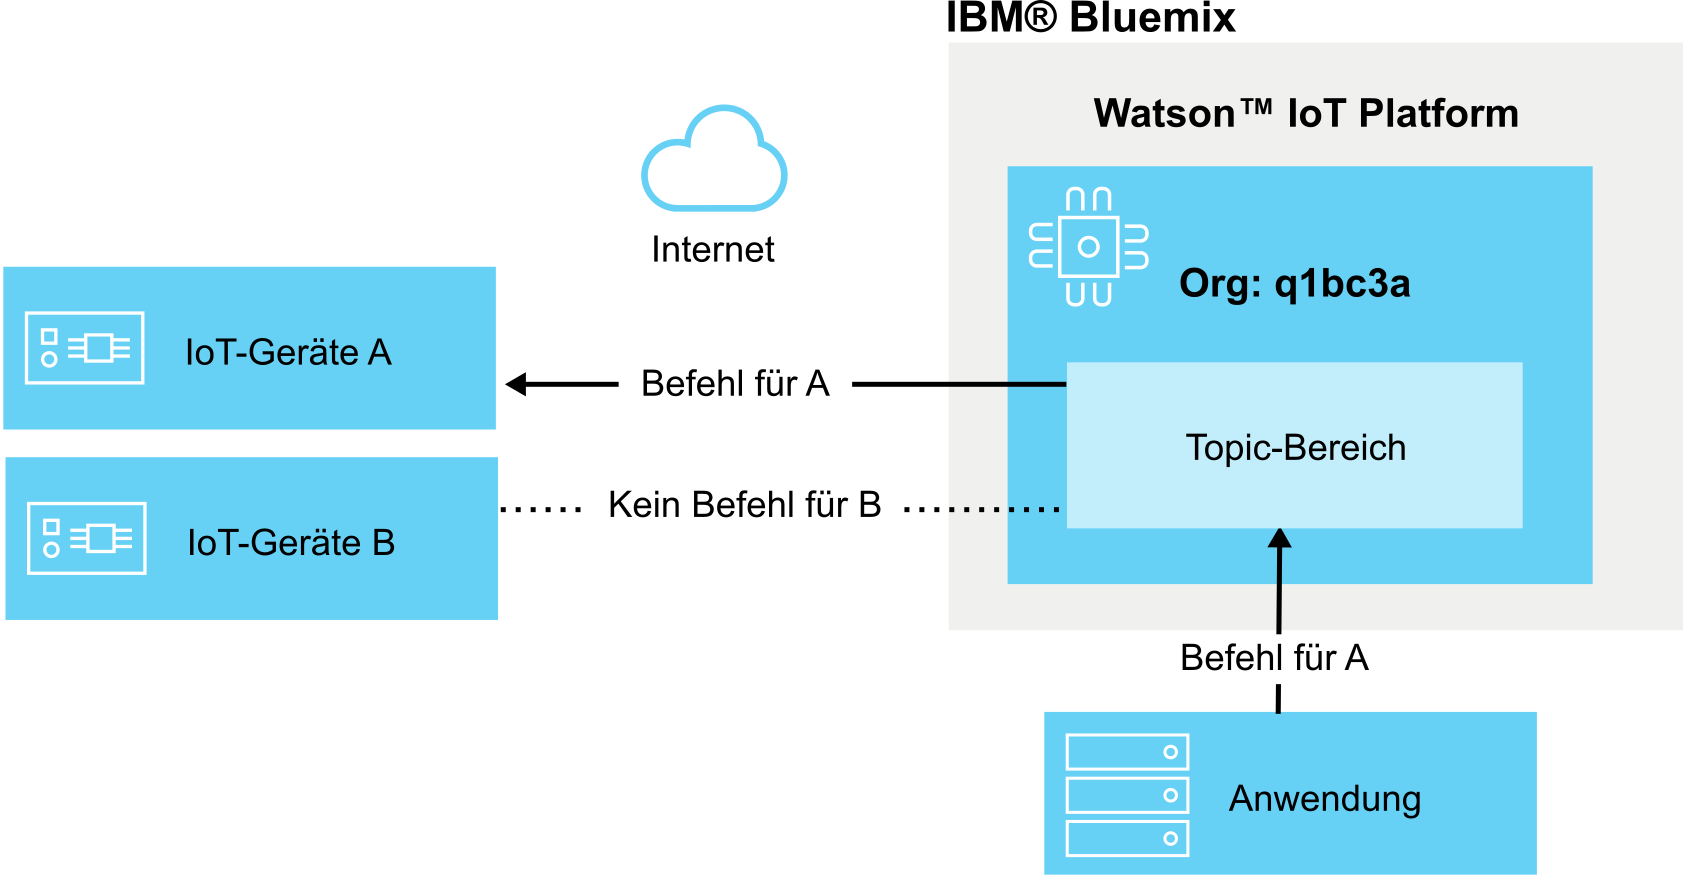 IBM® Bluemix
Watson™ IoT Platform
Internet
Org: q1bc3a
IoT-Geräte A
Befehl für A
Topic-Bereich
Kein Befehl für B
IoT-Geräte B
Befehl für A
Anwendung